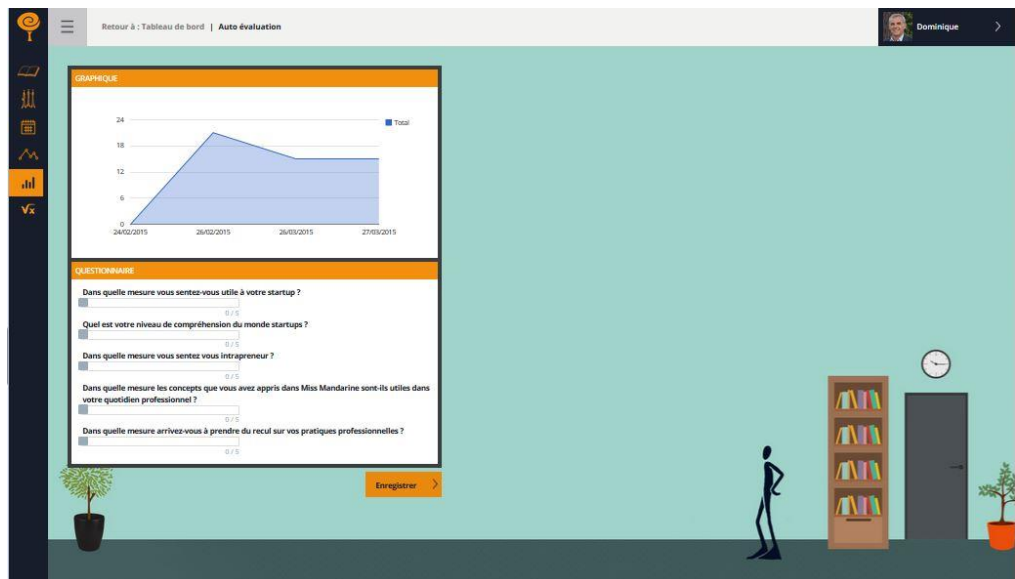 Retour à : Tableau de bord | Auto évaluation
Dominique
GRAPHIQUE
24
Total
18
12
6
0
24/02/2015 26/02/2015 26/03/2015 27/03/2015
QUESTIONNAIRE
Dans quelle mesure vous sentez-vous utile à votre startup ?
0 / 5
Quel est votre niveau de compréhension du monde startups ?
0 / 5
Dans quelle mesure vous sentez vous intrapreneur ?
0 / 5
Dans quelle mesure les concepts que vous avez appris dans Miss Mandarine sont-ils utiles dans
votre quotidien professionnel ?
0 / 5
Dans quelle mesure arrivez-vous à prendre du recul sur vos pratiques professionnelles ?
0 / 5
Enregistrer
√x